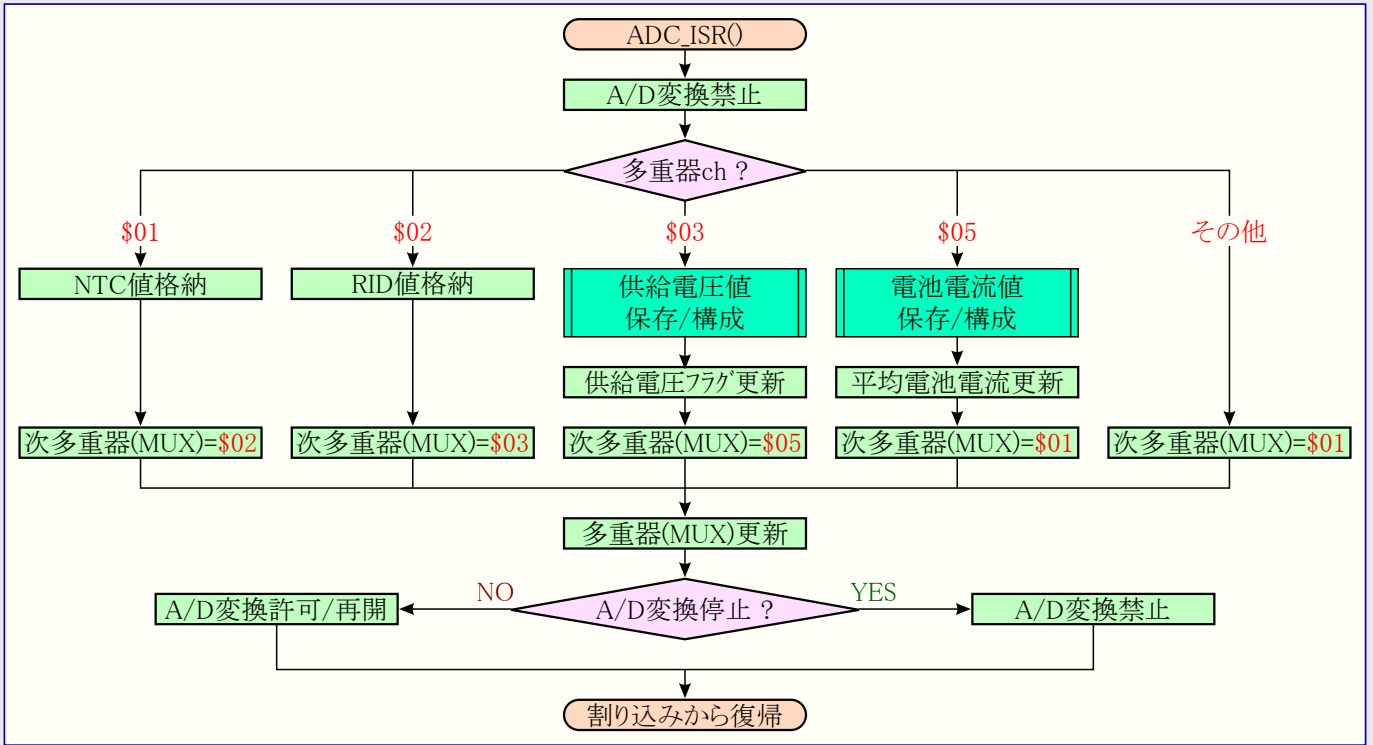 ADC_ISR()
A/D変換禁止
多重器ch ?
$01
$02
$03
$05
その他
NTC値格納
RID値格納
供給電圧値
保存/構成
電池電流値
保存/構成
供給電圧ﾌﾗｸﾞ更新
平均電池電流更新
次多重器(MUX)=$02
次多重器(MUX)=$03
次多重器(MUX)=$05
次多重器(MUX)=$01
次多重器(MUX)=$01
多重器(MUX)更新
NO
YES
A/D変換許可/再開
A/D変換停止 ?
A/D変換禁止
割り込みから復帰